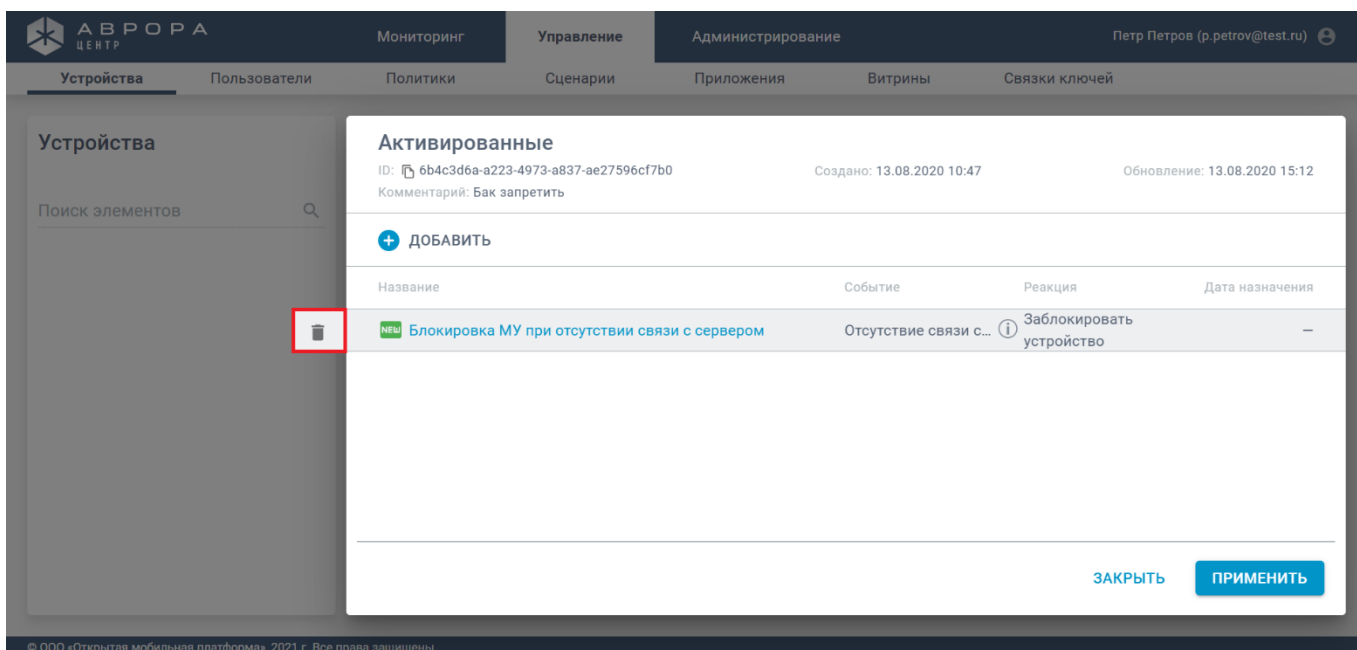 АВРОРА
ЦЕНТР
Мониторинг
Управление
Администрирование
Петр Петров (p.petrov@test.ru)
Устройства
Пользователи
Политики
Сценарии
Приложения
Витрины
Связки ключей
Устройства
Поиск элементов
Активированные
ID: 6b4c3d6a-a223-4973-a837-ae27596cf7b0
Создано: 13.08.2020 10:47
Обновление: 13.08.2020 15:12
Комментарий: Бак запретить
ДОБАВИТЬ
Название
Событие
Реакция
Дата назначения
NEW Блокировка МУ при отсутствии связи с сервером
Отсутствие связи с...
Заблокировать
устройство
–
ЗАКРЫТЬ
ПРИМЕНИТЬ
© ООО «Открытая мобильная платформа», 2021 г. Все права защищены